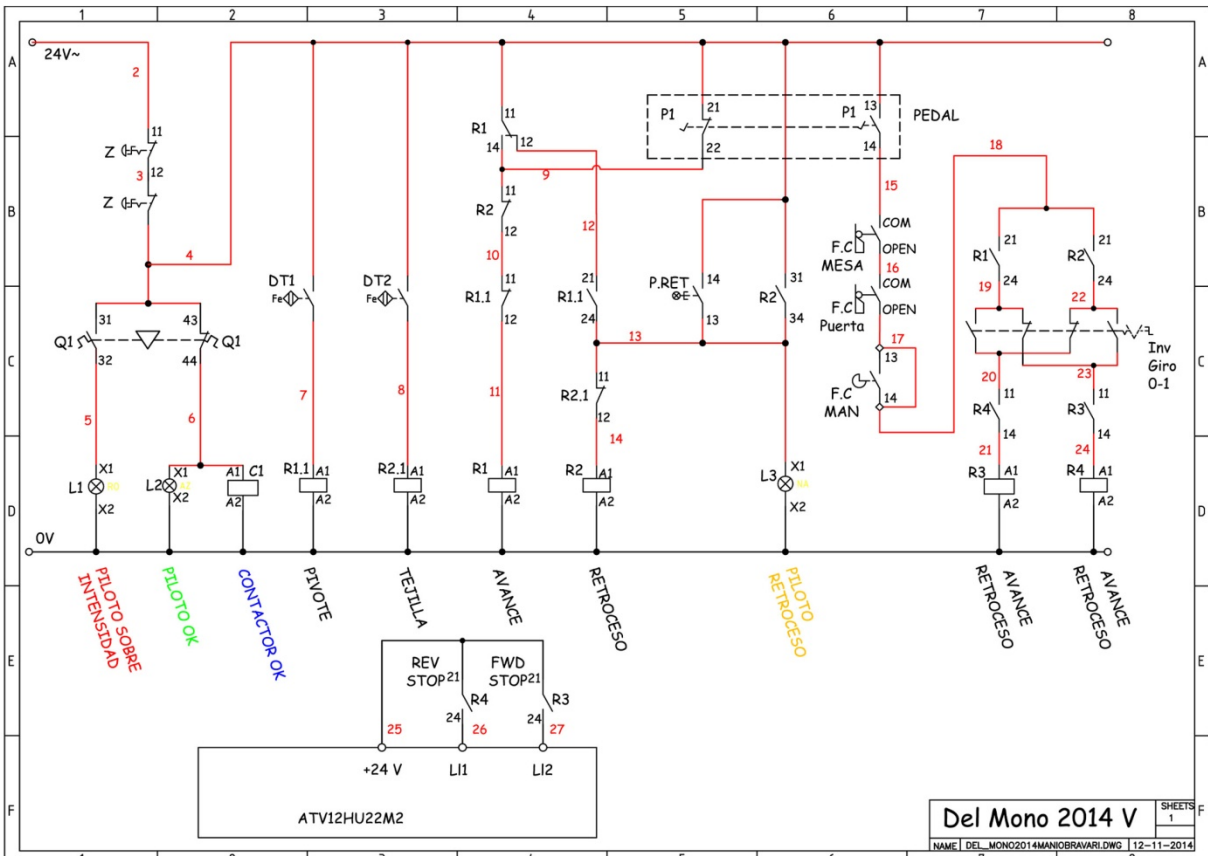 1 2 3 4 5 6 7 8
A A
24V~
2
11
Z
12
3
Z
4
R1
11
12
14
9
P1
21
22
P1
13
14
PEDAL
18
B B
R2
11
12
12
10
15
F.C
MESA
COM
OPEN
16
F.C
Puerta
COM
OPEN
17
R1
21
24
19
R2
21
24
22
DT1
Fe
DT2
Fe
R1.1
11
12
R1.1
21
24
P.RET
14
13
R2
31
34
13
C C
31
43
Q1
Q1
32
44
R2.1
11
12
14
13
F.C
MAN
14
Inv
Giro
0-1
20
23
R4
11
14
R3
11
14
5
6
7
8
11
21
24
L1
X1
RO
X2
L2
X1
AZ
X2
A1
C1
A2
R1.1
A1
A2
R2.1
A1
A2
R1
A1
A2
R2
A1
A2
L3
X1
NA
X2
R3
A1
A2
R4
A1
A2
D D
0V
PILOTO SOBRE
INTENSIDAD
PILOTO OK
CONTACTOR OK
PIVOTE
TEJILLA
AVANCE
RETROCESO
PILOTO
RETROCESO
AVANCE
RETROCESO
AVANCE
RETROCESO
E E
REV
STOP
21
R4
24
FWD
STOP
21
R3
24
25
26
27
+24 V
LI1
LI2
F F
ATV12HU22M2
Del Mono 2014 V
SHEETS
1
NAME
DEL_MONO2014MANIOBRAVARI.DWG
12-11-2014